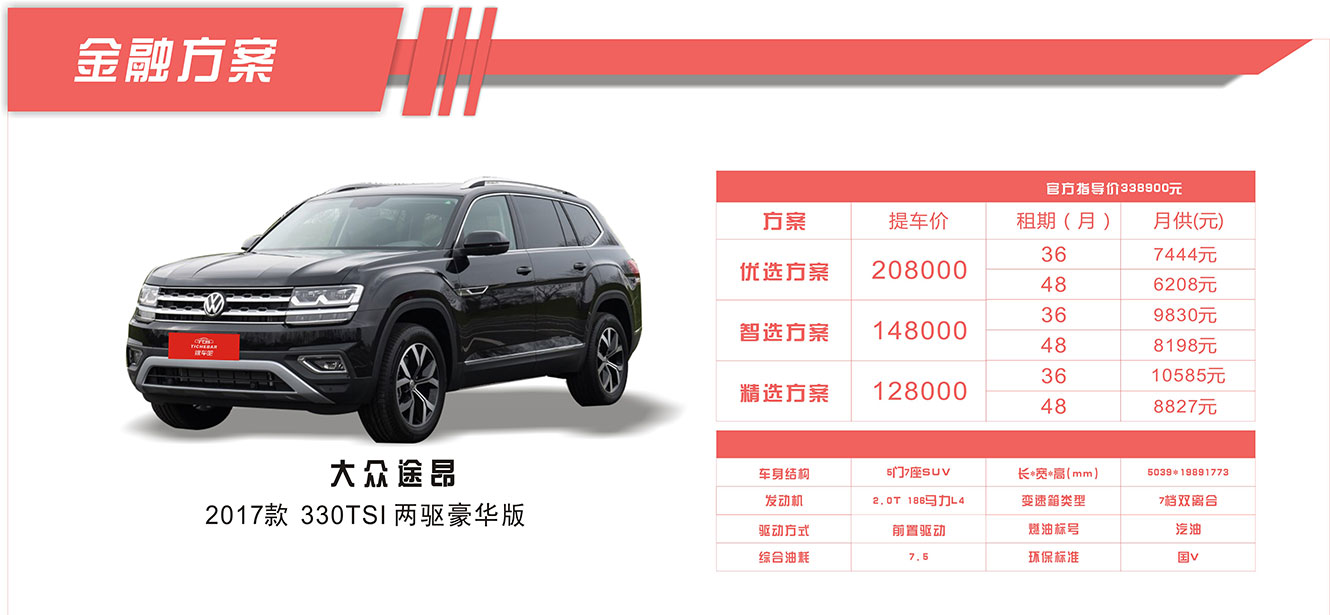 金融方案
官方指导价338900元
方案 提车价 租期（月） 月供(元)
优选方案 208000 36 7444元
48 6208元
智选方案 148000 36 9830元
48 8198元
精选方案 128000 36 10585元
48 8827元
TICHEBAR
提车吧
大众途昂
2017款 330TSI 两驱豪华版
车身结构 5门7座SUV 长*宽*高(mm) 5039*19891773
发动机 2.0T 186马力L4 变速箱类型 7档双离合
驱动方式 前置驱动 燃油标号 汽油
综合油耗 7.5 环保标准 国V